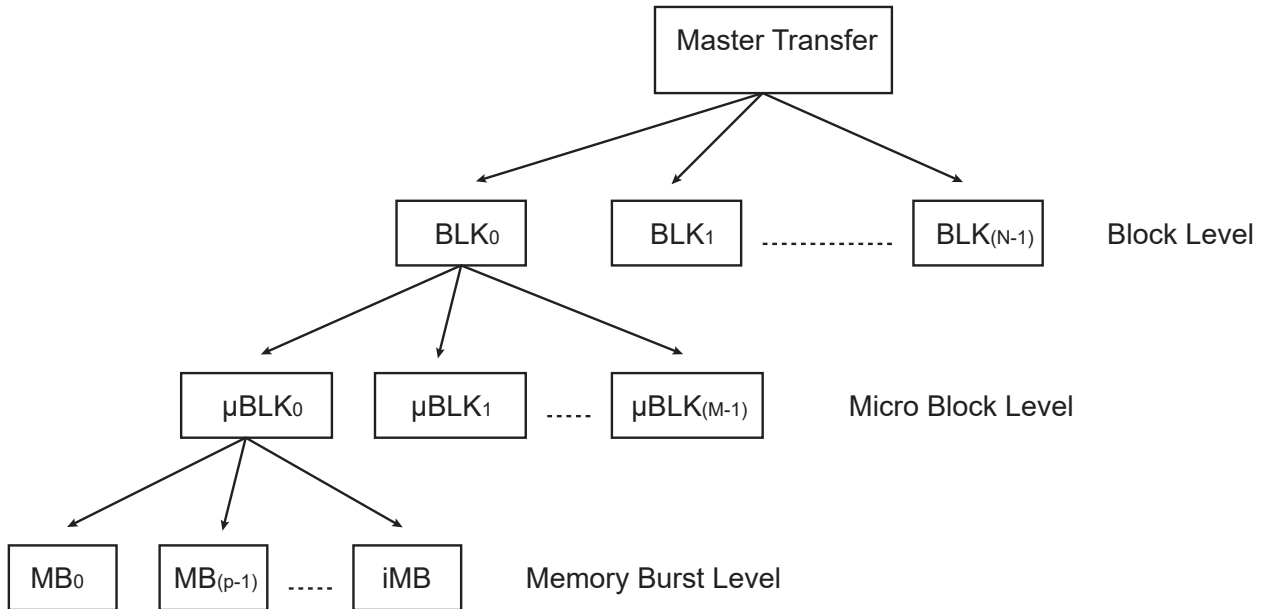 Master Transfer
BLK0 BLK1 BLK(N-1) Block Level
µBLK0 µBLK1 µBLK(M-1) Micro Block Level
MB0 MB(p-1) iMB Memory Burst Level